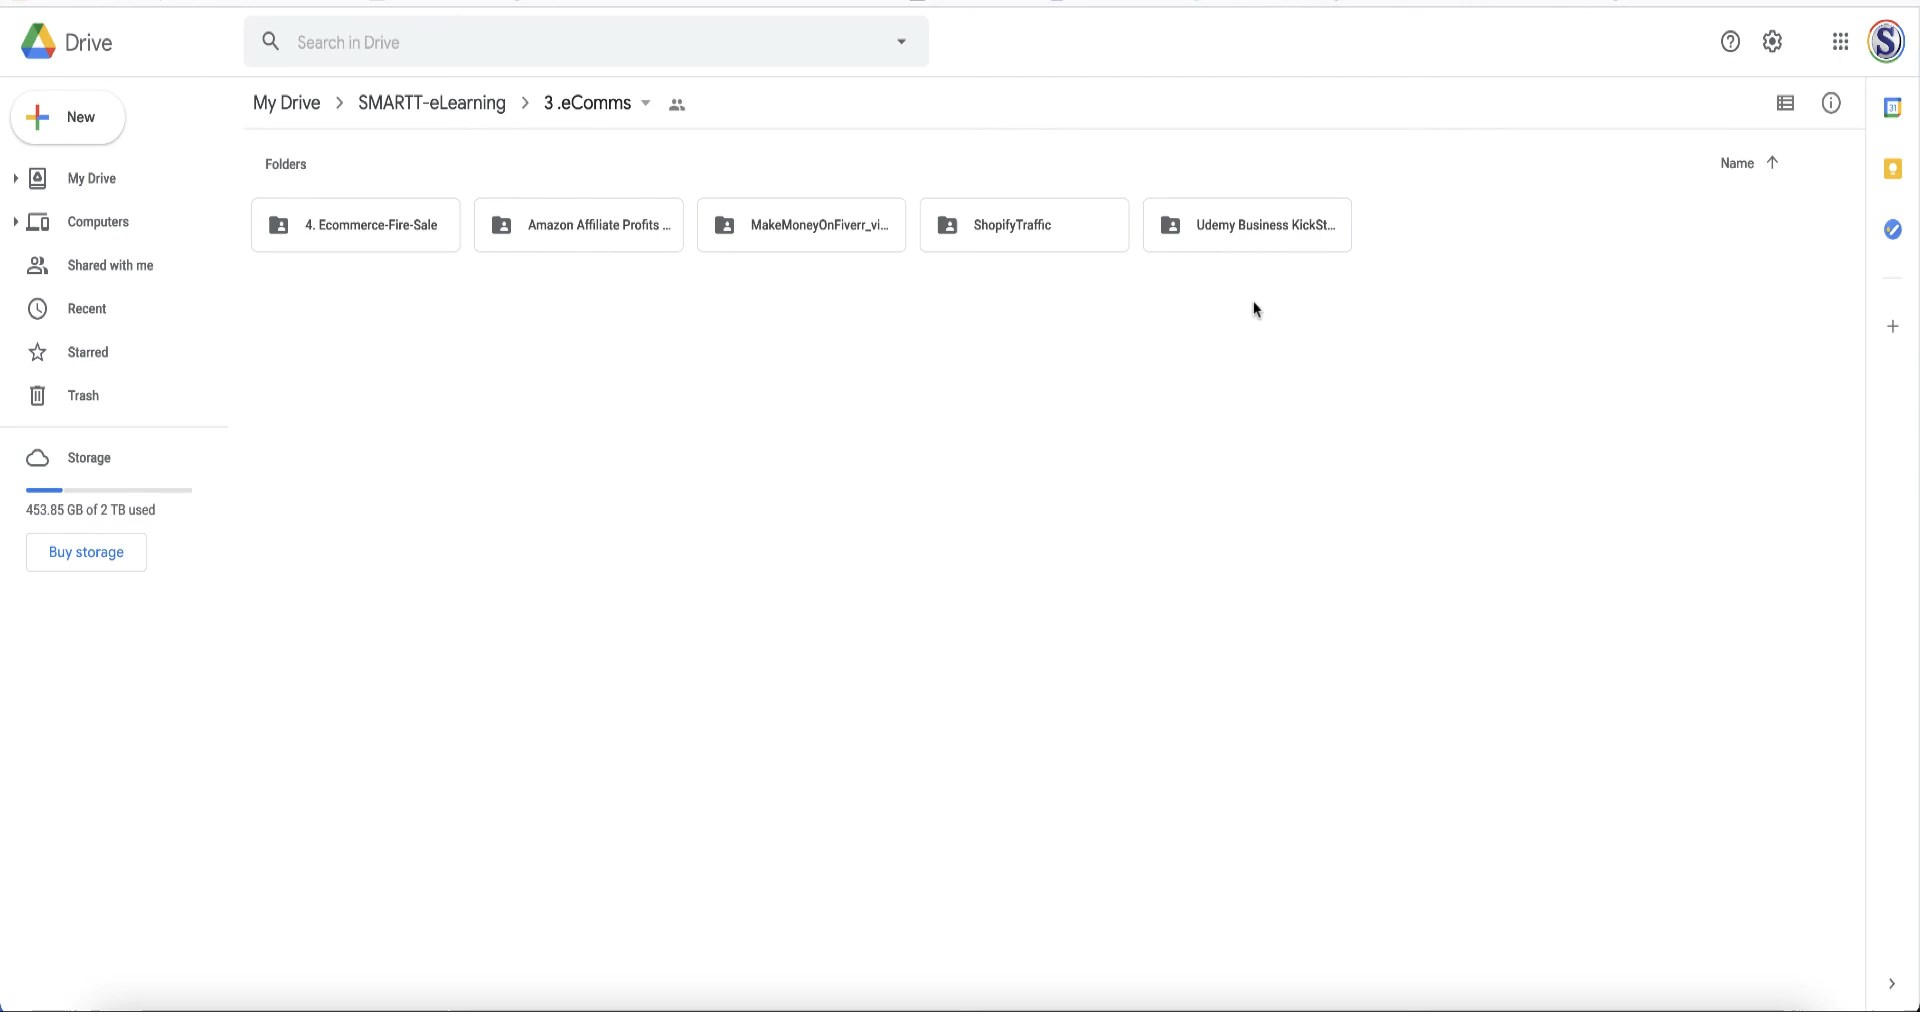 Drive
Search in Drive
S
New
My Drive
Computers
Shared with me
Recent
Starred
Trash
Storage
453.85 GB of 2 TB used
Buy storage
My Drive > SMARTT-eLearning > 3 .eComms
31
Folders
Name
4. Ecommerce-Fire-Sale
Amazon Affiliate Profits ...
MakeMoneyOnFiverr_vi...
ShopifyTraffic
Udemy Business KickSt...